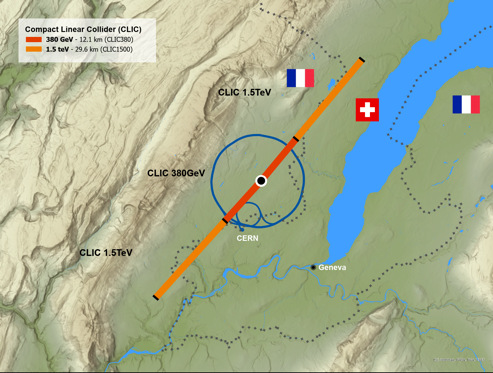 Compact Linear Collider (CLIC)
380 GeV - 12.1 km (CLIC380)
1.5 teV - 29.6 km (CLIC1500)
CLIC 1.5TeV
CLIC 380GeV
CERN
CLIC 1.5TeV
Geneva